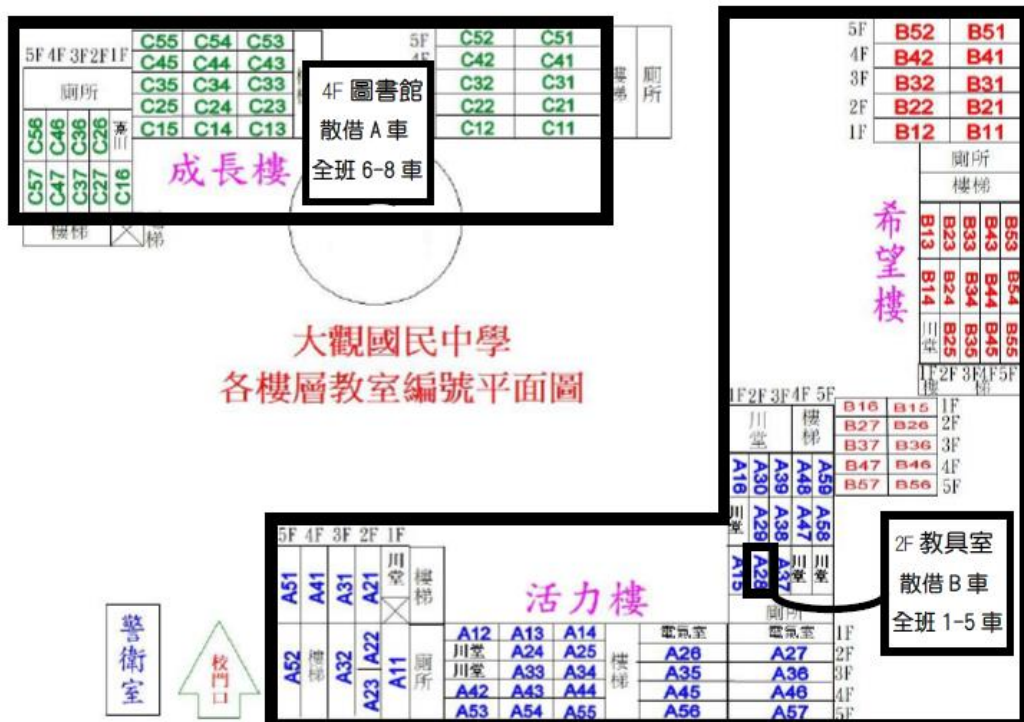 5F 4F 3F 2F 1F
廁所
C56 C46 C36 C26
C57 C47 C37 C27 C16
樓梯
C55 C54 C53
C45 C44 C43
C35 C34 C33
C25 C24 C23
C15 C14 C13
成長樓
4F 圖書館
散借 A 車
全班 6-8 車
5F
C52 C51
C42 C41
C32 C31
C22 C21
C12 C11
樓梯
廁所
5F B52 B51
4F B42 B41
3F B32 B31
2F B22 B21
1F B12 B11
廁所
樓梯
希望樓
B13 B23 B33 B43 B53
B14 B24 B34 B44 B54
川堂 B25 B35 B45 B55
1F 2F 3F 4F 5F
樓梯
大觀國民中學
各樓層教室編號平面圖
1F 2F 3F 4F 5F
川堂 樓梯
A16 A30 A39 A48 A59
川堂 A29 A38 A47 A58
A15 A28 A37 川堂 川堂
廁所
B16 B15 1F
B27 B26 2F
B37 B36 3F
B47 B46 4F
B57 B56 5F
2F 教具室
散借 B 車
全班 1-5 車
5F 4F 3F 2F 1F
A51 A41 A31 A21 川堂 樓梯
A52 樓梯 A32 A22 A23 A11 廁所
活力樓
A12 A13 A14 電氣室 電氣室 1F
川堂 A24 A25 樓梯 A26 A27 2F
川堂 A33 A34 A35 A36 3F
A42 A43 A44 A45 A46 4F
A53 A54 A55 A56 A57 5F
警衛室
校門口